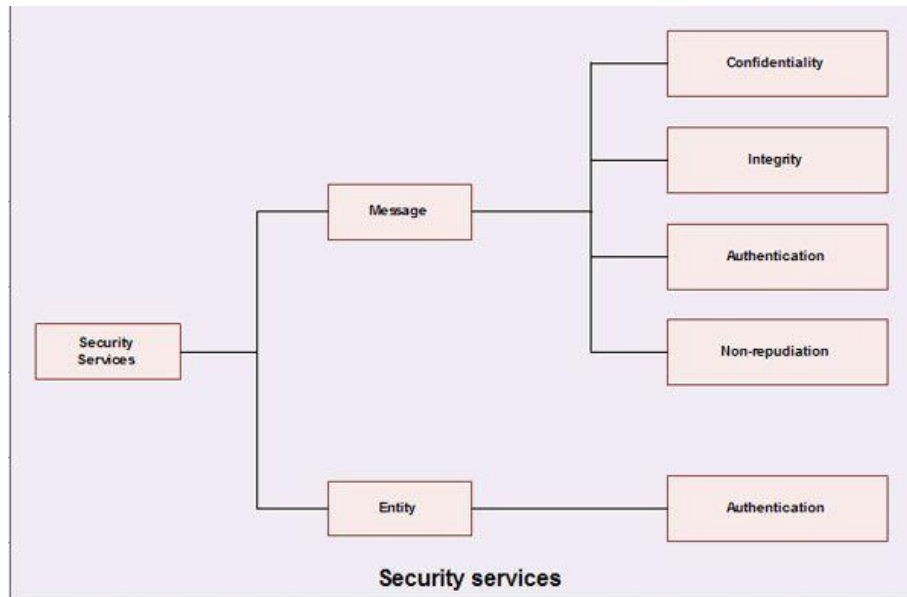 Confidentiality
Integrity
Message
Authentication
Security
Services
Non-repudiation
Entity
Authentication
Security services